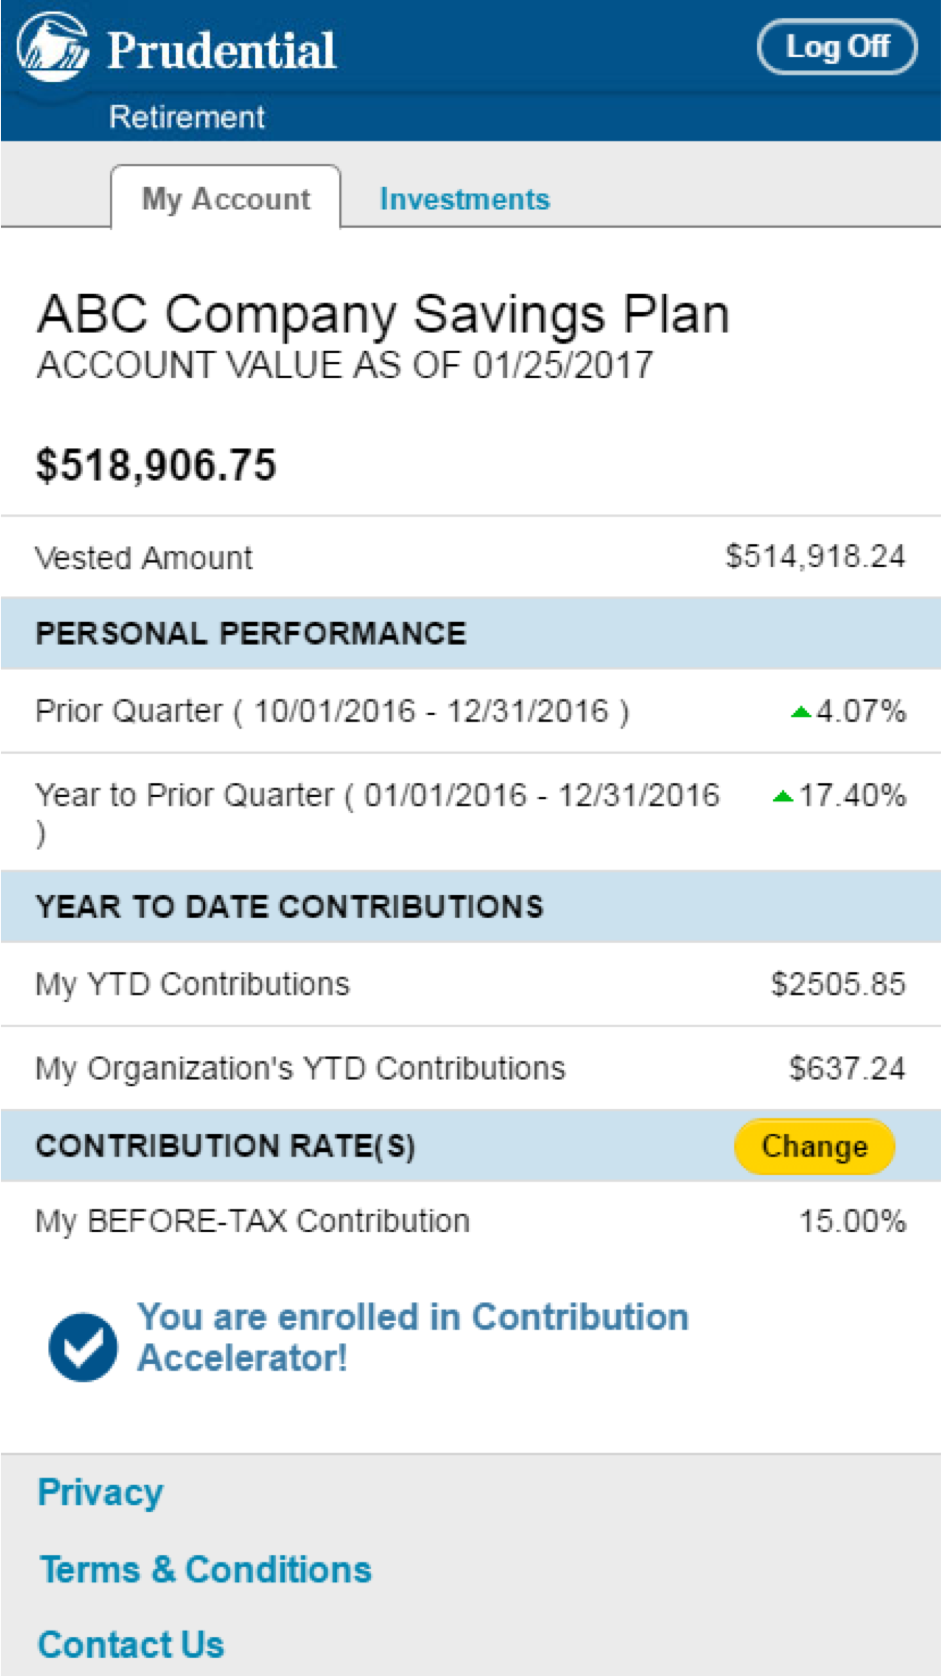 Prudential
Log Off
Retirement
My Account
Investments
ABC Company Savings Plan
ACCOUNT VALUE AS OF 01/25/2017
$518,906.75
Vested Amount $514,918.24
PERSONAL PERFORMANCE
Prior Quarter ( 10/01/2016 - 12/31/2016 ) 4.07%
Year to Prior Quarter ( 01/01/2016 - 12/31/2016 17.40%
)
YEAR TO DATE CONTRIBUTIONS
My YTD Contributions $2505.85
My Organization's YTD Contributions $637.24
CONTRIBUTION RATE(S) Change
My BEFORE-TAX Contribution 15.00%
You are enrolled in Contribution
Accelerator!
Privacy
Terms & Conditions
Contact Us